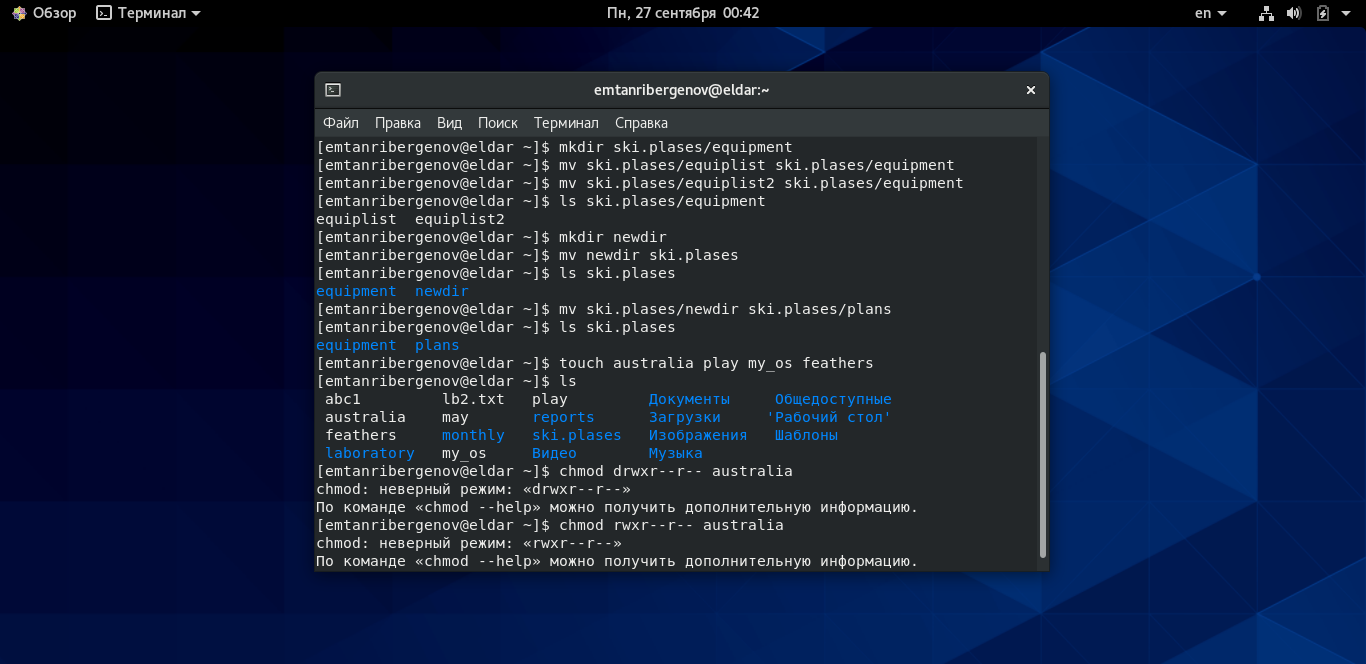 Обзор Терминал Пн, 27 сентября 00:42 en
emtanribergenov@eldar:~
Файл Правка Вид Поиск Терминал Справка
[emtanribergenov@eldar ~]$ mkdir ski.plases/equipment
[emtanribergenov@eldar ~]$ mv ski.plases/equiplist ski.plases/equipment
[emtanribergenov@eldar ~]$ mv ski.plases/equiplist2 ski.plases/equipment
[emtanribergenov@eldar ~]$ ls ski.plases/equipment
equiplist equiplist2
[emtanribergenov@eldar ~]$ mkdir newdir
[emtanribergenov@eldar ~]$ mv newdir ski.plases
[emtanribergenov@eldar ~]$ ls ski.plases
equipment newdir
[emtanribergenov@eldar ~]$ mv ski.plases/newdir ski.plases/plans
[emtanribergenov@eldar ~]$ ls ski.plases
equipment plans
[emtanribergenov@eldar ~]$ touch australia play my_os feathers
[emtanribergenov@eldar ~]$ ls
abc1 lb2.txt play Документы Общедоступные
australia may reports Загрузки 'Рабочий стол'
feathers monthly ski.plases Изображения Шаблоны
laboratory my_os Видео Музыка
[emtanribergenov@eldar ~]$ chmod drwxr--r-- australia
chmod: неверный режим: «drwxr--r--»
По команде «chmod --help» можно получить дополнительную информацию.
[emtanribergenov@eldar ~]$ chmod rwxr--r-- australia
chmod: неверный режим: «rwxr--r--»
По команде «chmod --help» можно получить дополнительную информацию.